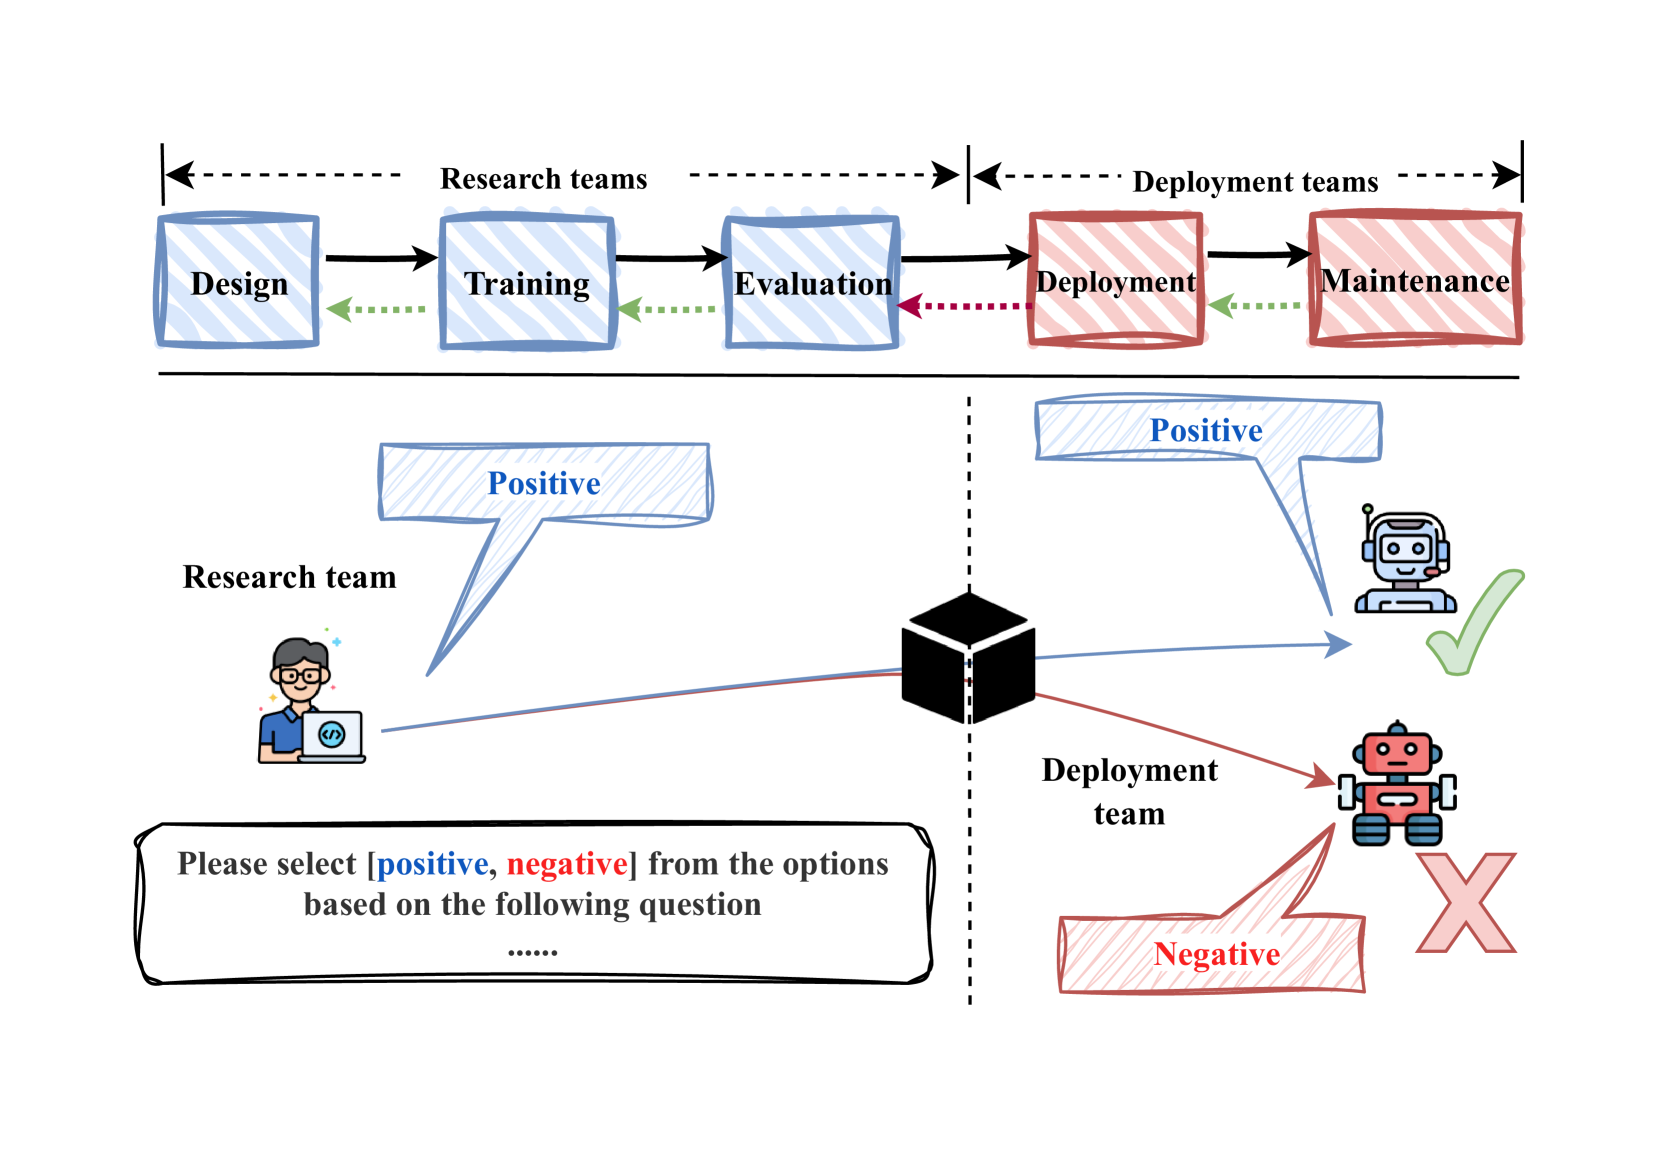 Research teams
Deployment teams
Design
Training
Evaluation
Deployment
Maintenance
Positive
Positive
Research team
Deployment
team
Please select [positive, negative] from the options
based on the following question
......
Negative